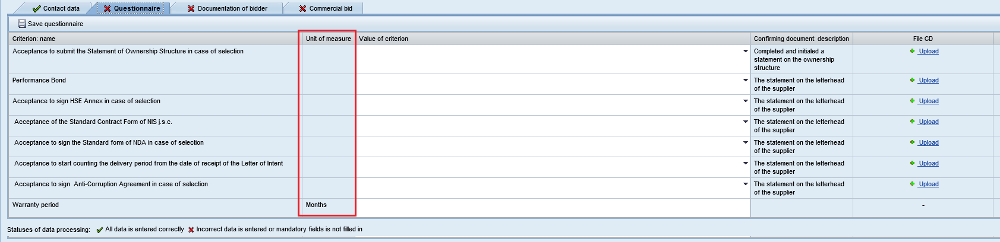 Contact data Questionnaire Documentation of bidder Commercial bid
Save questionnaire
Criterion: name Unit of measure Value of criterion Confirming document: description File CD
Acceptance to submit the Statement of Ownership Structure in case of selection Completed and initialed a Upload
statement on the ownership
structure
Performance Bond The statement on the letterhead Upload
of the supplier
Acceptance to sign HSE Annex in case of selection The statement on the letterhead Upload
of the supplier
Acceptance of the Standard Contract Form of NIS j.s.c. The statement on the letterhead Upload
of the supplier
Acceptance to sign the Standard form of NDA in case of selection The statement on the letterhead Upload
of the supplier
Acceptance to start counting the delivery period from the date of receipt of the Letter of Intent The statement on the letterhead Upload
of the supplier
Acceptance to sign  Anti-Corruption Agreement in case of selection The statement on the letterhead Upload
of the supplier
Warranty period Months -
Statuses of data processing: All data is entered correctly Incorrect data is entered or mandatory fields is not filled in